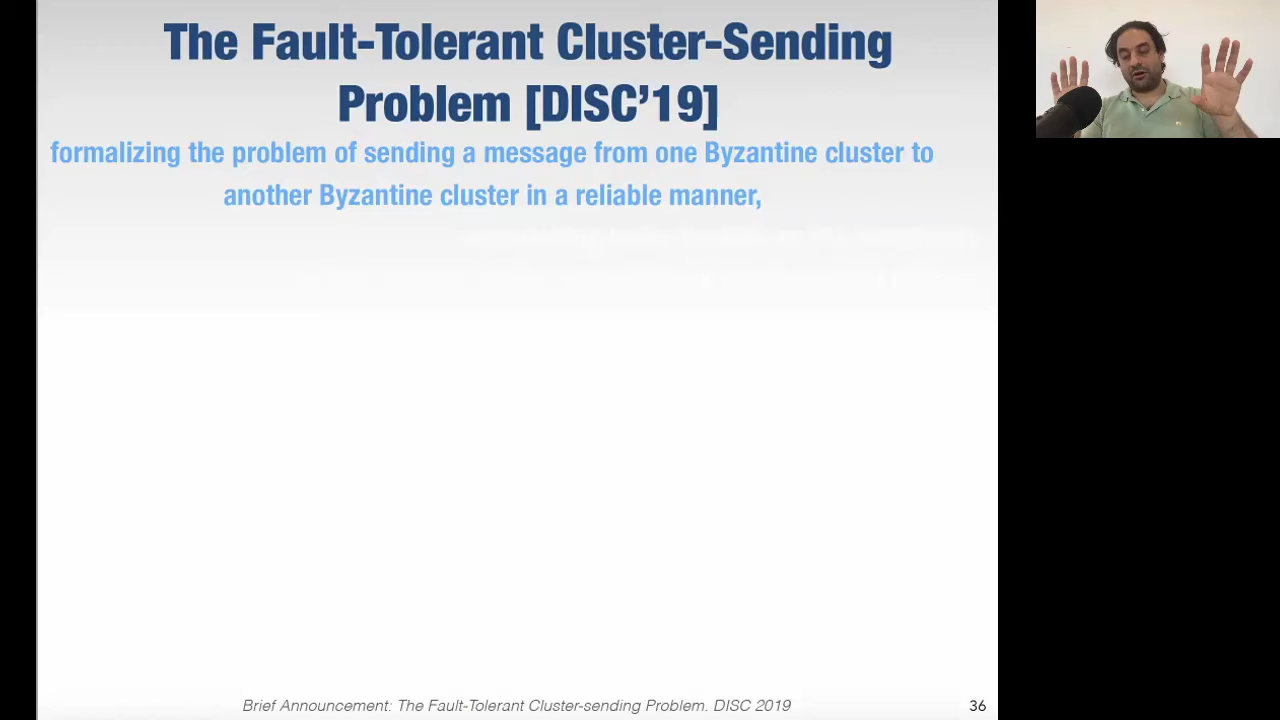 The Fault-Tolerant Cluster-Sending
Problem [DISC’19]
formalizing the problem of sending a message from one Byzantine cluster to
another Byzantine cluster in a reliable manner,
Brief Announcement: The Fault-Tolerant Cluster-sending Problem. DISC 2019
36